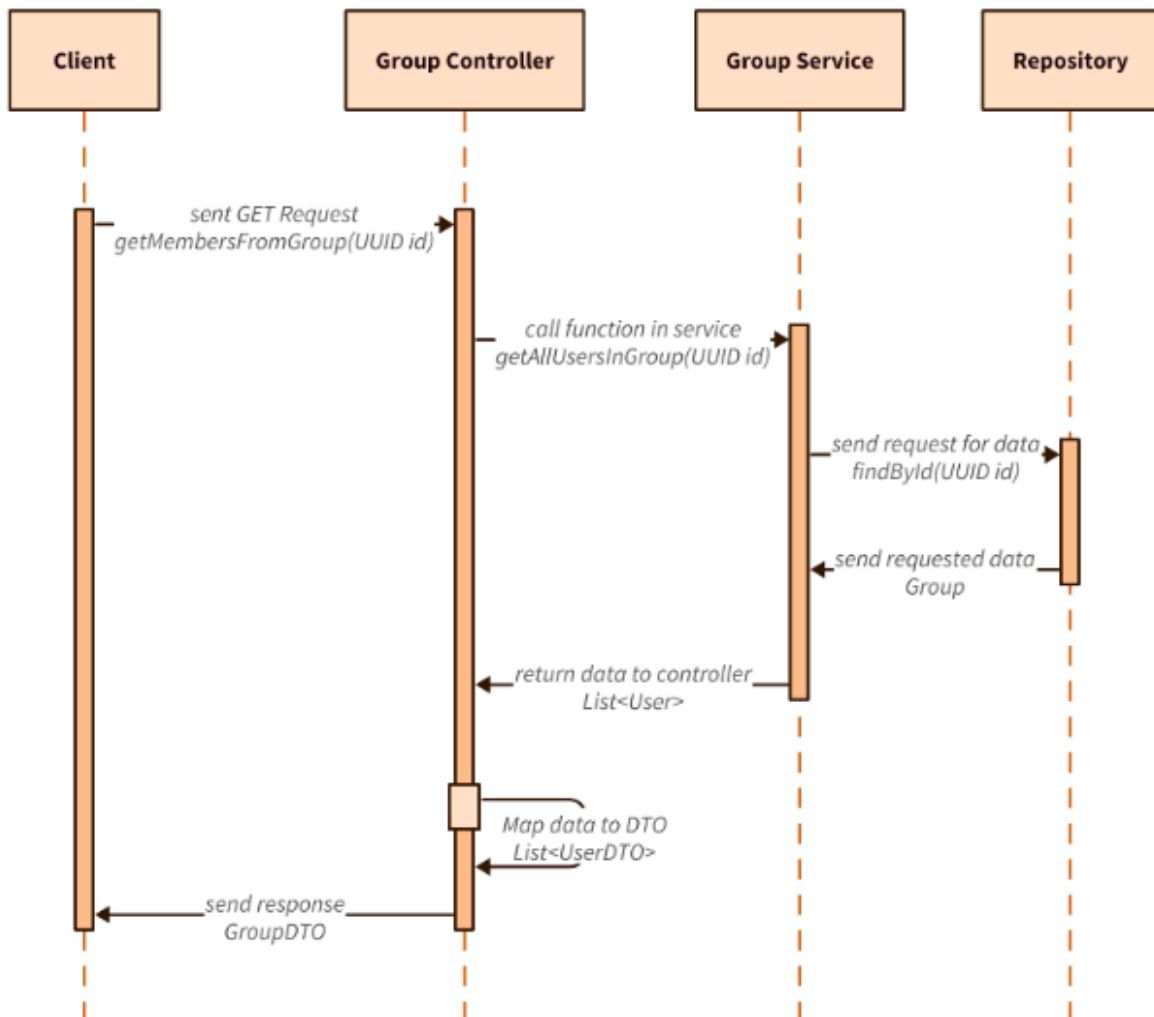 Client
Group Controller
Group Service
Repository
sent GET Request
getMembersFromGroup(UUID id)
call function in service
getAllUsersInGroup(UUID id)
send request for data
findById(UUID id)
send requested data
Group
return data to controller
List<User>
Map data to DTO
List<UserDTO>
send response
GroupDTO